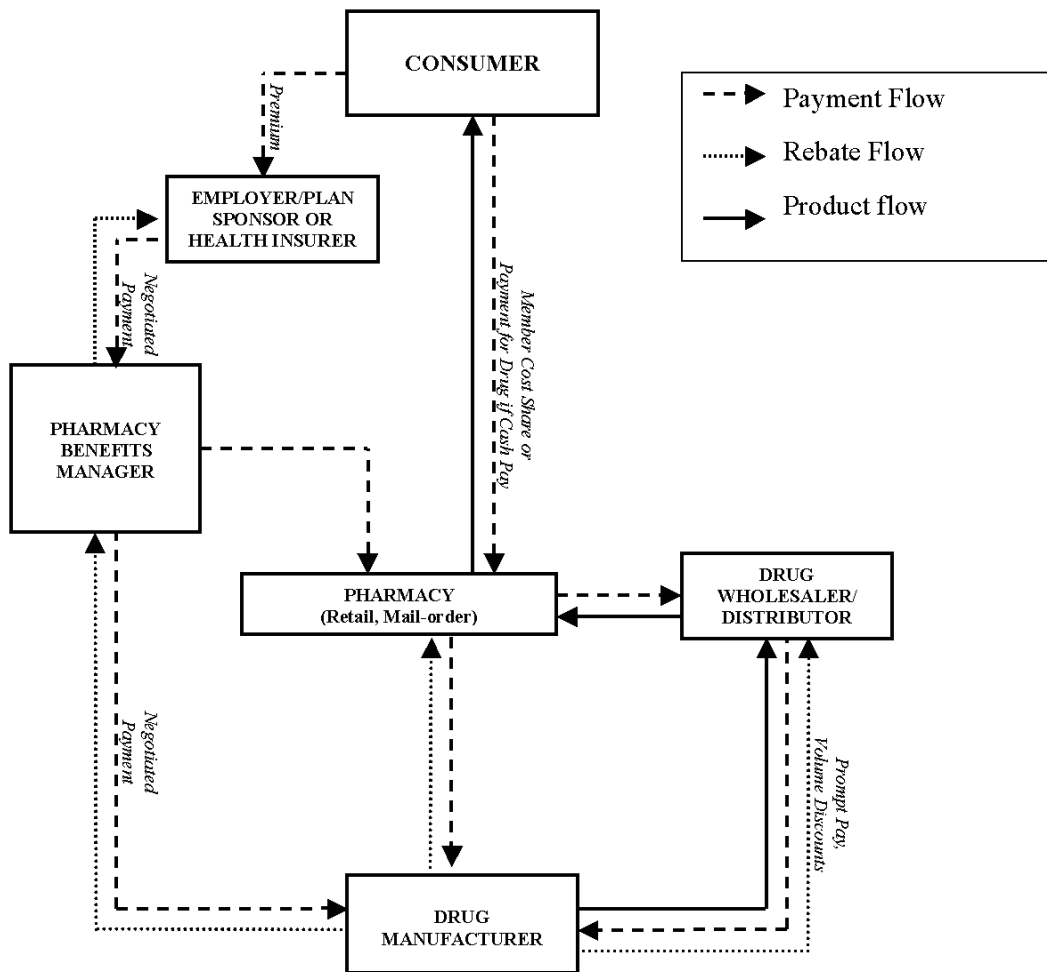 CONSUMER
Payment Flow
Rebate Flow
Product flow
Premium
EMPLOYER/PLAN
SPONSOR OR
HEALTH INSURER
Negotiated
Payment
Member Cost Share or
Payment for Drug if Cash Pay
PHARMACY
BENEFITS
MANAGER
PHARMACY
(Retail, Mail-order)
DRUG
WHOLESALER/
DISTRIBUTOR
Negotiated
Payment
Prompt Pay,
Volume Discounts
DRUG
MANUFACTURER